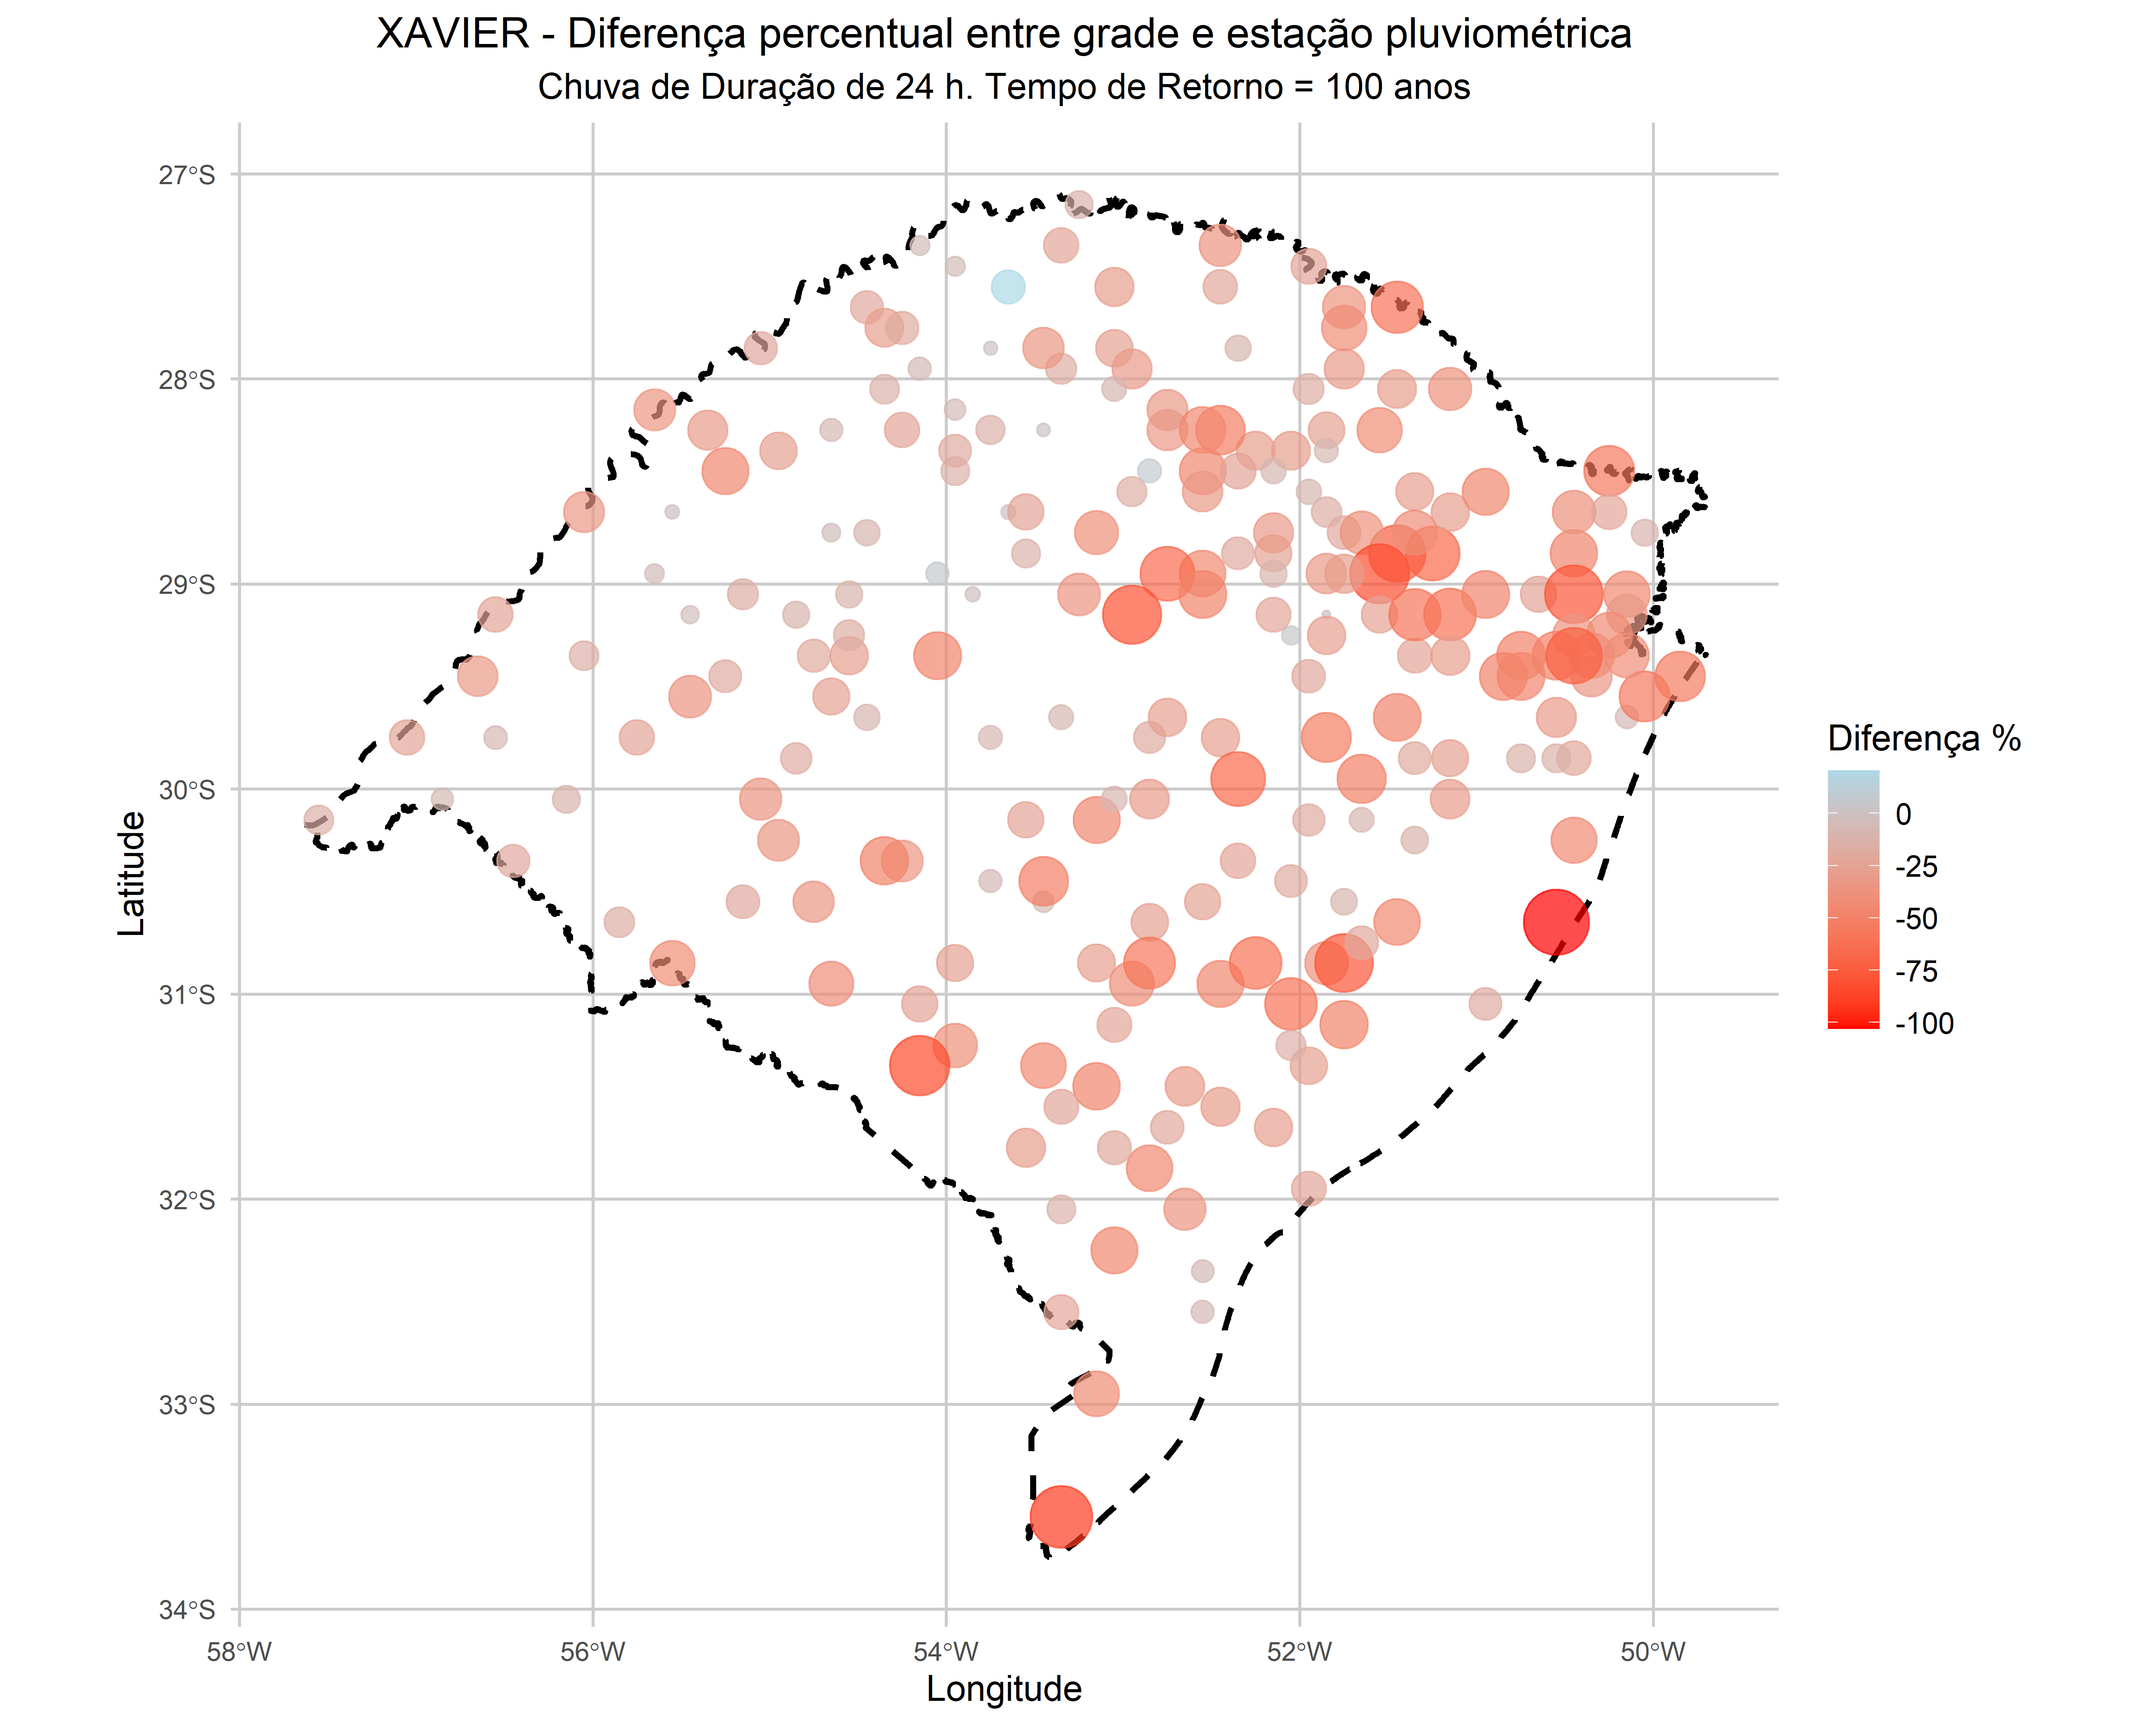 XAVIER - Diferença percentual entre grade e estação pluviométrica
Chuva de Duração de 24 h. Tempo de Retorno = 100 anos
27°S
28°S
29°S
30°S
31°S
32°S
33°S
34°S
Latitude
58°W
56°W
54°W
52°W
50°W
Longitude
Diferença %
0
-25
-50
-75
-100